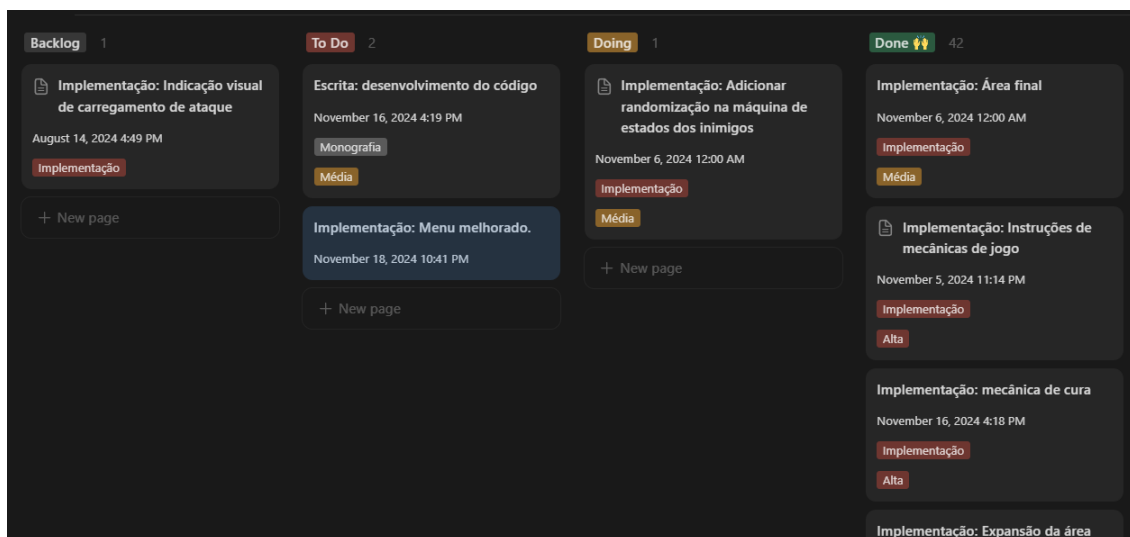 Backlog 1
Implementação: Indicação visual
de carregamento de ataque
August 14, 2024 4:49 PM
Implementação
+ New page
To Do 2
Escrita: desenvolvimento do código
November 16, 2024 4:19 PM
Monografia
Média
Implementação: Menu melhorado.
November 18, 2024 10:41 PM
+ New page
Doing 1
Implementação: Adicionar
randomização na máquina de
estados dos inimigos
November 6, 2024 12:00 AM
Implementação
Média
+ New page
Done 🙌 42
Implementação: Área final
November 6, 2024 12:00 AM
Implementação
Média
Implementação: Instruções de
mecânicas de jogo
November 5, 2024 11:14 PM
Implementação
Alta
Implementação: mecânica de cura
November 16, 2024 4:18 PM
Implementação
Alta
Implementação: Expansão da área